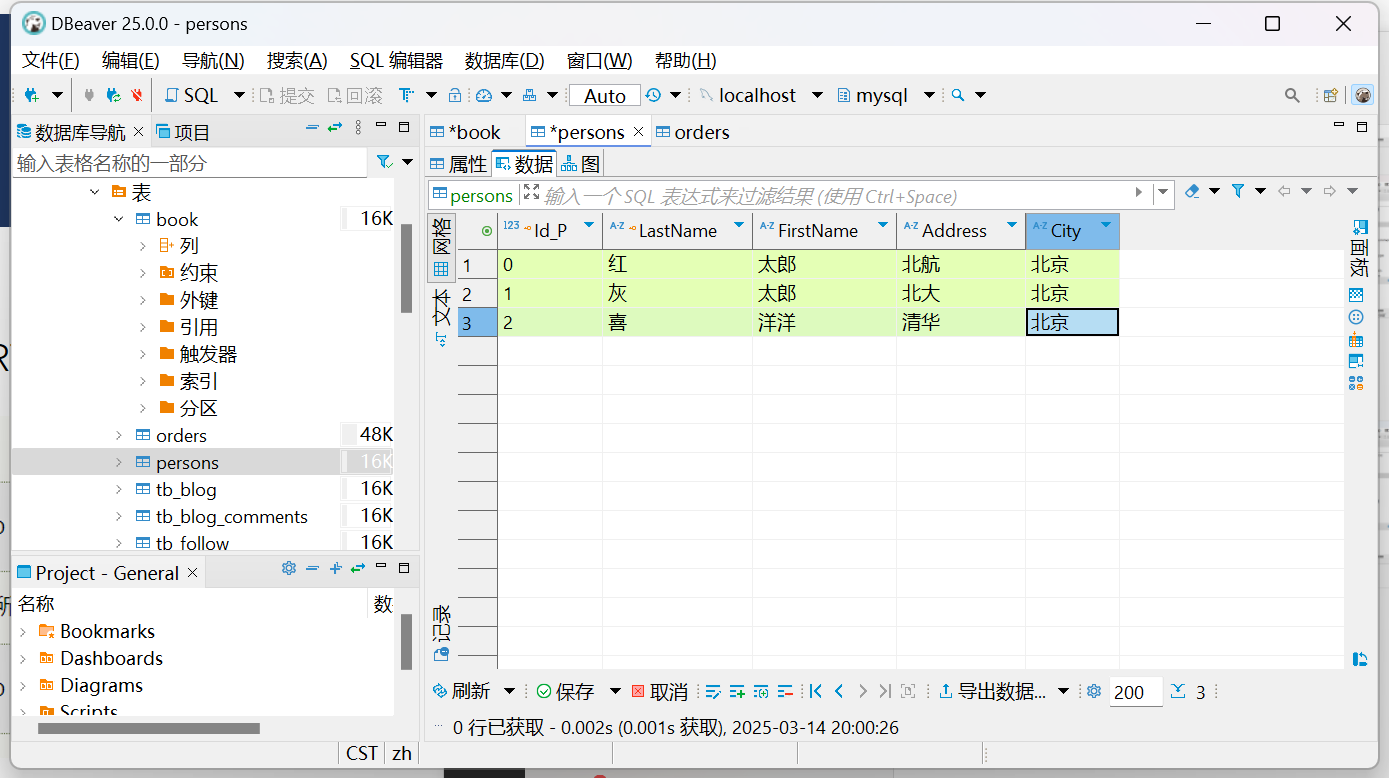 DBeaver 25.0.0 - persons
文件(F) 编辑(E) 导航(N) 搜索(A) SQL 编辑器 数据库(D) 窗口(W) 帮助(H)
SQL 提交 回滚 Auto localhost mysql
数据库导航 项目
输入表格名称的一部分
表
book 16K
列
约束
外键
引用
触发器
索引
分区
orders 48K
persons 16K
tb_blog 16K
tb_blog_comments 16K
tb_follow 16K
Project - General
名称 数
Bookmarks
Dashboards
Diagrams
Scripts
*book *persons orders
属性 数据 图
persons 输入一个 SQL 表达式来过滤结果 (使用 Ctrl+Space)
网格
文本
记录
123 Id_P A-Z LastName A-Z FirstName A-Z Address A-Z City
1 0 红 太郎 北航 北京
2 1 灰 太郎 北大 北京
3 2 喜 洋洋 清华 北京
面板
刷新 保存 取消 导出数据... 200 3
0 行已获取 - 0.002s (0.001s 获取), 2025-03-14 20:00:26
CST zh